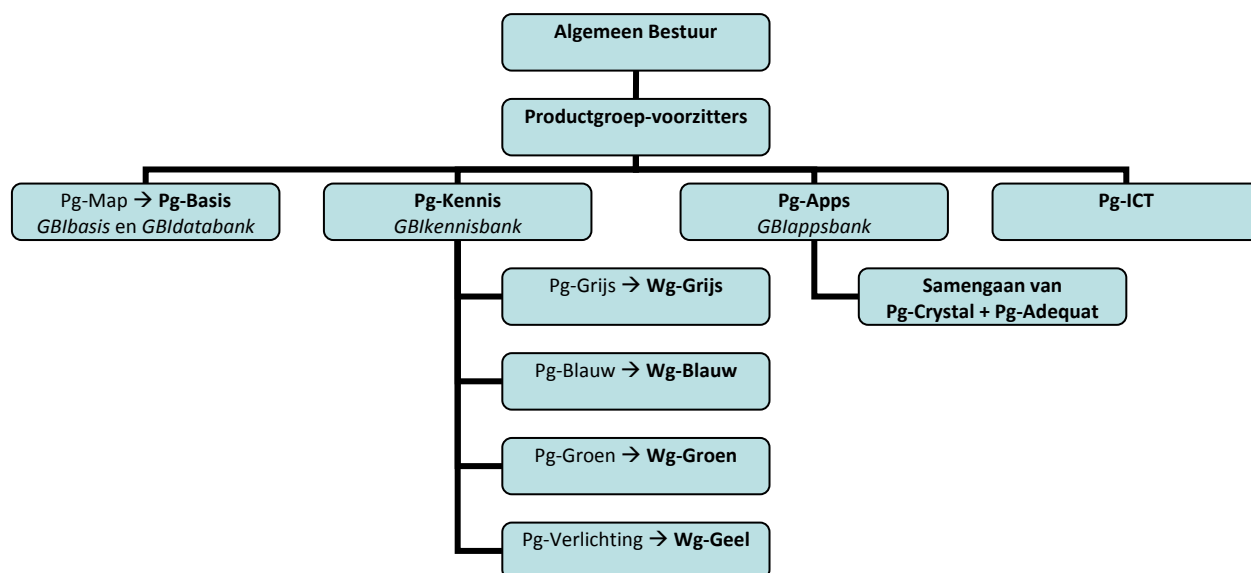 Algemeen Bestuur
Productgroep-voorzitters
Pg-Map → Pg-Basis
GBIbasis en GBIdatabank
Pg-Kennis
GBIkennisbank
Pg-Apps
GBIappsbank
Pg-ICT
Pg-Grijs → Wg-Grijs
Pg-Blauw → Wg-Blauw
Pg-Groen → Wg-Groen
Pg-Verlichting → Wg-Geel
Samengaan van
Pg-Crystal + Pg-Adequat